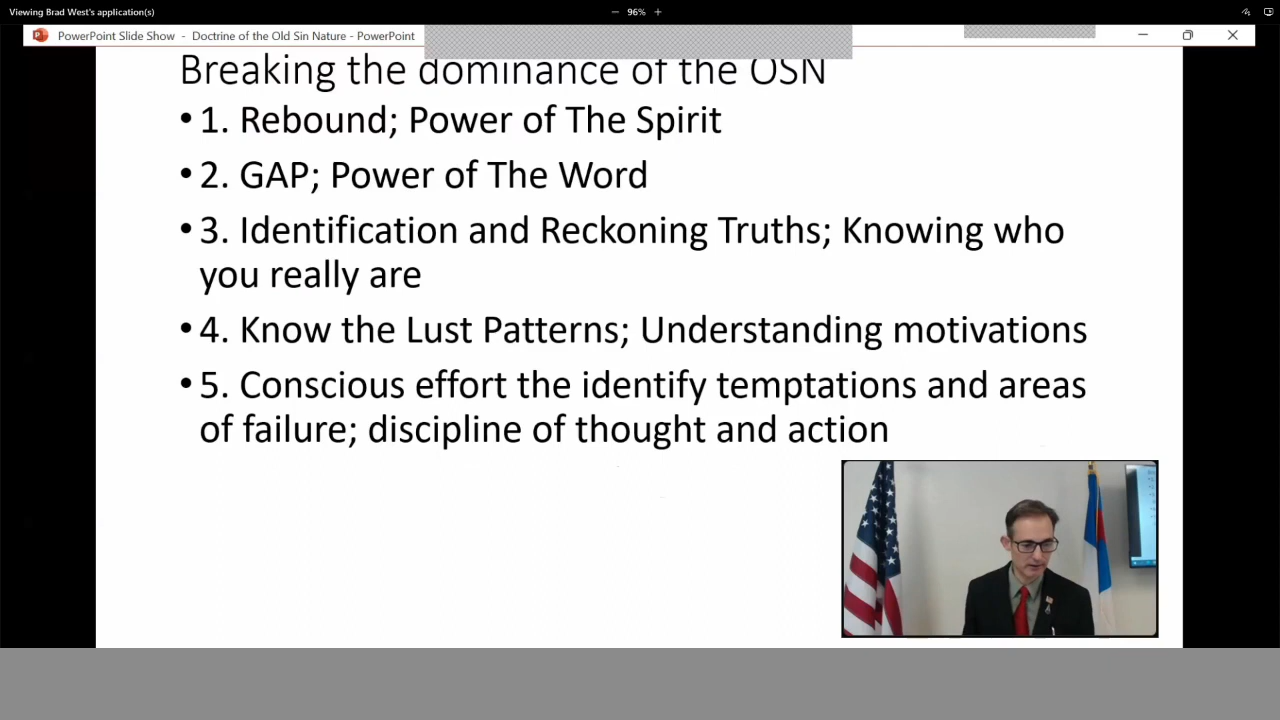 Viewing Brad West's application(s)
96%
PowerPoint Slide Show - Doctrine of the Old Sin Nature - PowerPoint
Breaking the dominance of the OSN
• 1. Rebound; Power of The Spirit
• 2. GAP; Power of The Word
• 3. Identification and Reckoning Truths; Knowing who
you really are
• 4. Know the Lust Patterns; Understanding motivations
• 5. Conscious effort the identify temptations and areas
of failure; discipline of thought and action